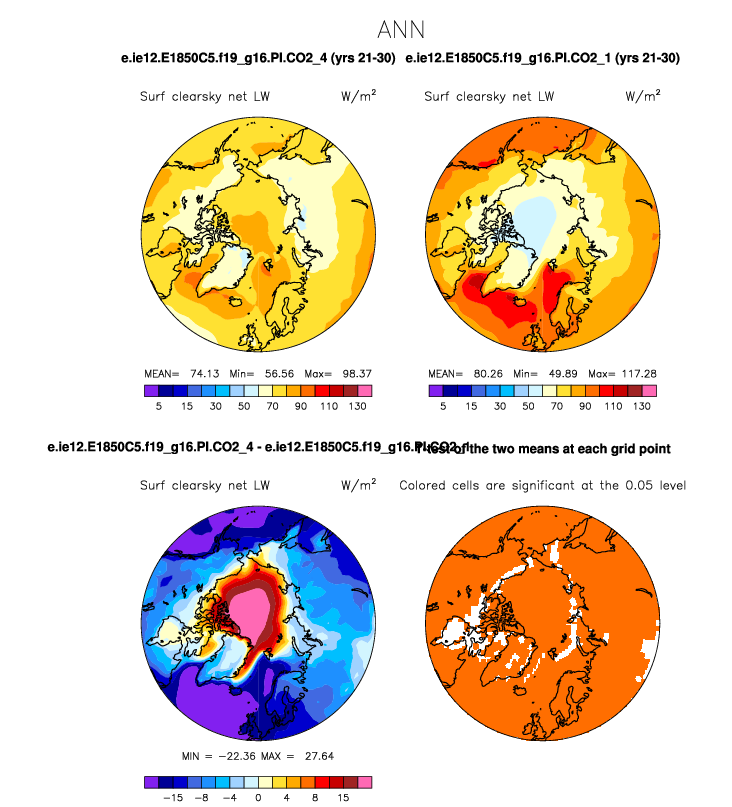 ANN
e.ie12.E1850C5.f19_g16.PI.CO2_4 (yrs 21-30) e.ie12.E1850C5.f19_g16.PI.CO2_1 (yrs 21-30)
Surf clearsky net LW W/m² Surf clearsky net LW W/m²
MEAN= 74.13 Min= 56.56 Max= 98.37 MEAN= 80.26 Min= 49.89 Max= 117.28
5 15 30 50 70 90 110 130 5 15 30 50 70 90 110 130
e.ie12.E1850C5.f19_g16.PI.CO2_4 - e.ie12.E1850C5.f19_g16.PI.CO2_1 T-test of the two means at each grid point
Surf clearsky net LW W/m² Colored cells are significant at the 0.05 level
MIN = −22.36 MAX = 27.64
−15 −8 −4 0 4 8 15